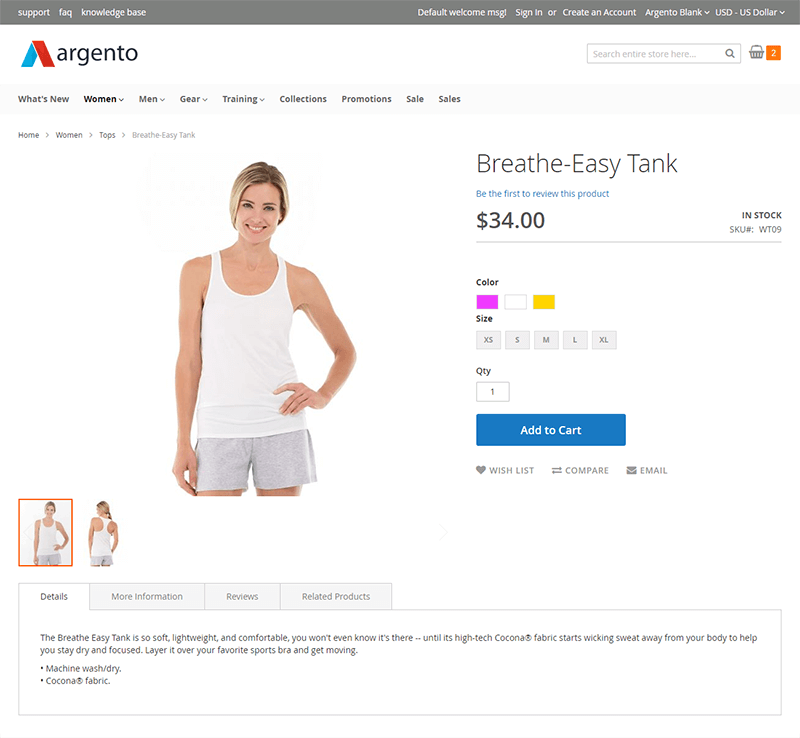 support faq knowledge base Default welcome msg! Sign In or Create an Account Argento Blank USD - US Dollar
argento Search entire store here... 2
What's New Women Men Gear Training Collections Promotions Sale Sales
Home > Women > Tops > Breathe-Easy Tank
Breathe-Easy Tank
Be the first to review this product
$34.00 IN STOCK
SKU#: WT09
Color
Size
XS S M L XL
Qty
1
Add to Cart
WISH LIST COMPARE EMAIL
Details More Information Reviews Related Products
The Breathe Easy Tank is so soft, lightweight, and comfortable, you won't even know it's there -- until its high-tech Cocona® fabric starts wicking sweat away from your body to help
you stay dry and focused. Layer it over your favorite sports bra and get moving.
• Machine wash/dry.
• Cocona® fabric.